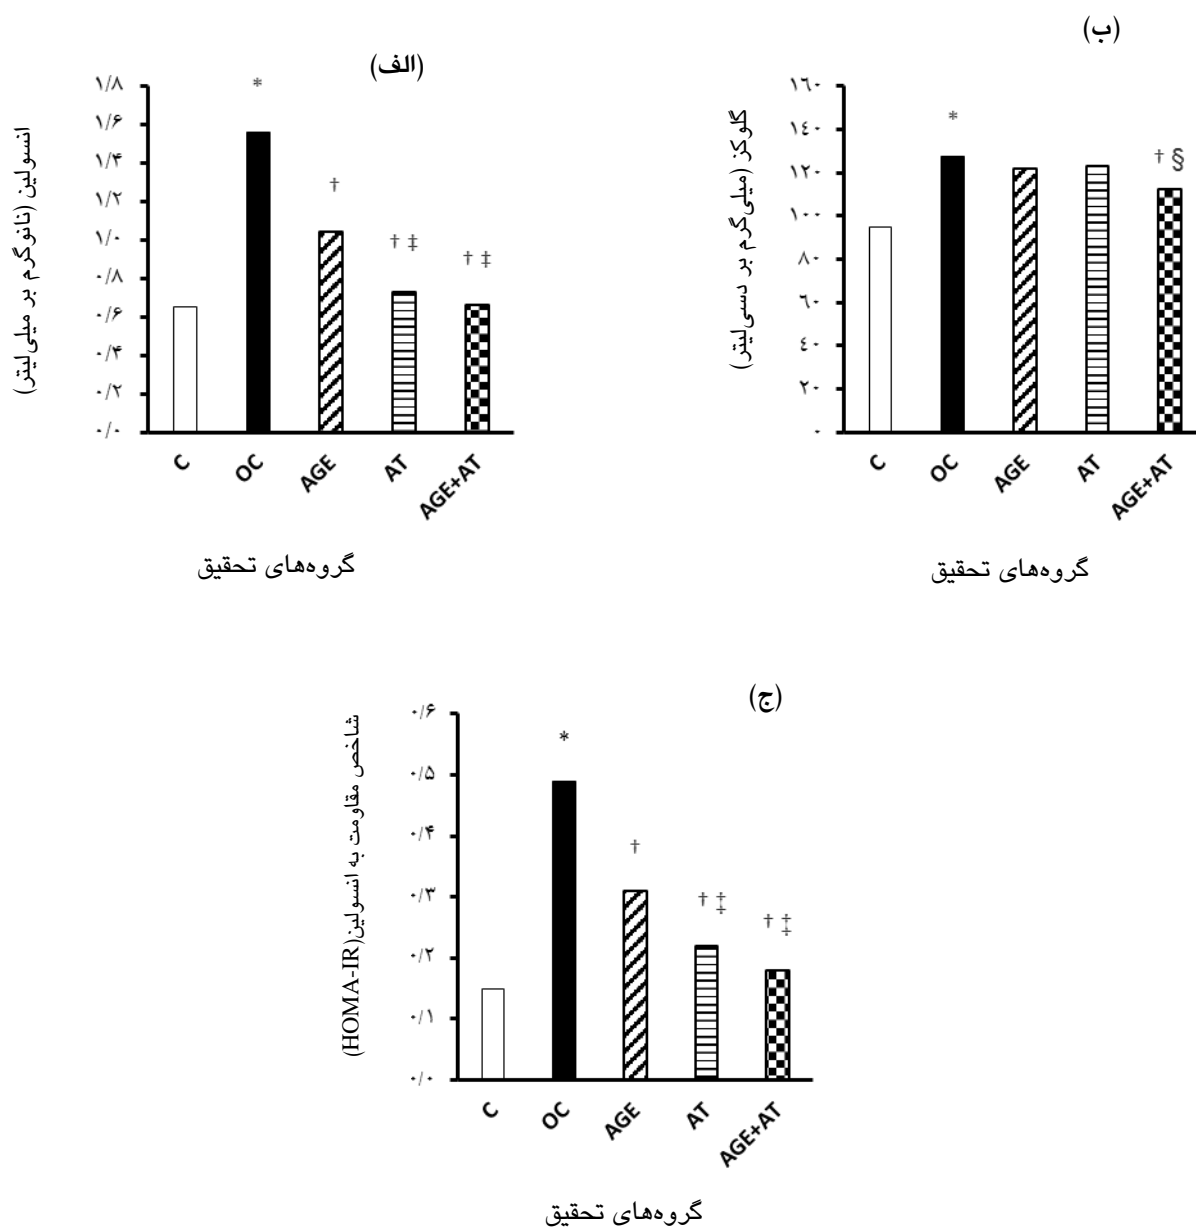 (الف)
انسولین (نانوگرم بر میلی‌لیتر)
۱/۸
۱/۶
۱/۴
۱/۲
۱/۰
۰/۸
۰/۶
۰/۴
۰/۲
۰/۰
*
†
† ‡
† ‡
C
OC
AGE
AT
AGE+AT
گروه‌های تحقیق
(ب)
گلوکز (میلی‌گرم بر دسی‌لیتر)
۱۶۰
۱۴۰
۱۲۰
۱۰۰
۸۰
۶۰
٤۰
۲۰
۰
*
† §
C
OC
AGE
AT
AGE+AT
گروه‌های تحقیق
(ج)
شاخص مقاومت به انسولین(HOMA-IR)
۰/۶
۰/۵
۰/۴
۰/۳
۰/۲
۰/۱
۰/۰
*
†
† ‡
† ‡
C
OC
AGE
AT
AGE+AT
گروه‌های تحقیق